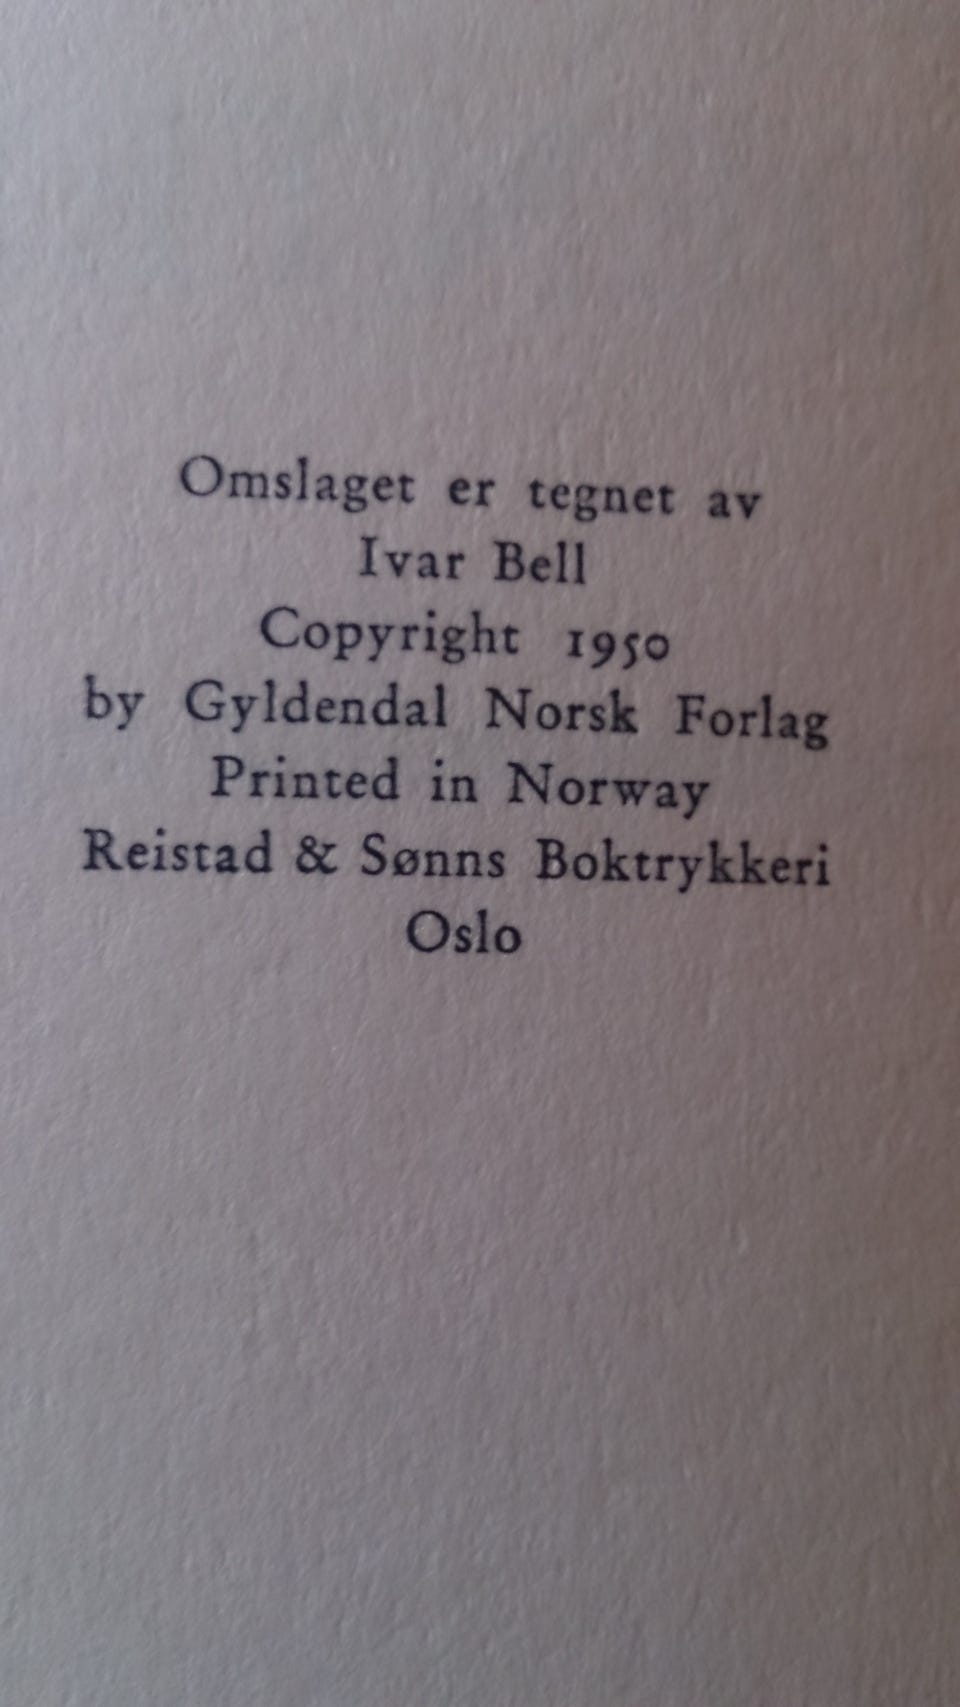 Omslaget er tegnet av
Ivar Bell
Copyright 1950
by Gyldendal Norsk Forlag
Printed in Norway
Reistad & Sønns Boktrykkeri
Oslo